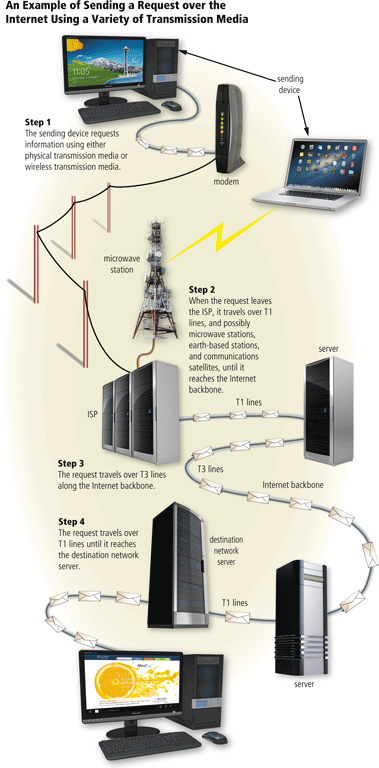 An Example of Sending a Request over the
Internet Using a Variety of Transmission Media
11:05
sending
device
Step 1
The sending device requests
information using either
physical transmission media or
wireless transmission media.
modem
microwave
station
Step 2
When the request leaves
the ISP, it travels over T1
lines, and possibly
microwave stations,
earth-based stations,
and communications
satellites, until it
reaches the Internet
backbone.
server
T1 lines
ISP
Step 3
The request travels over T3 lines
along the Internet backbone.
T3 lines
Internet backbone
Step 4
The request travels over
T1 lines until it reaches
the destination network
server.
destination
network
server
T1 lines
server